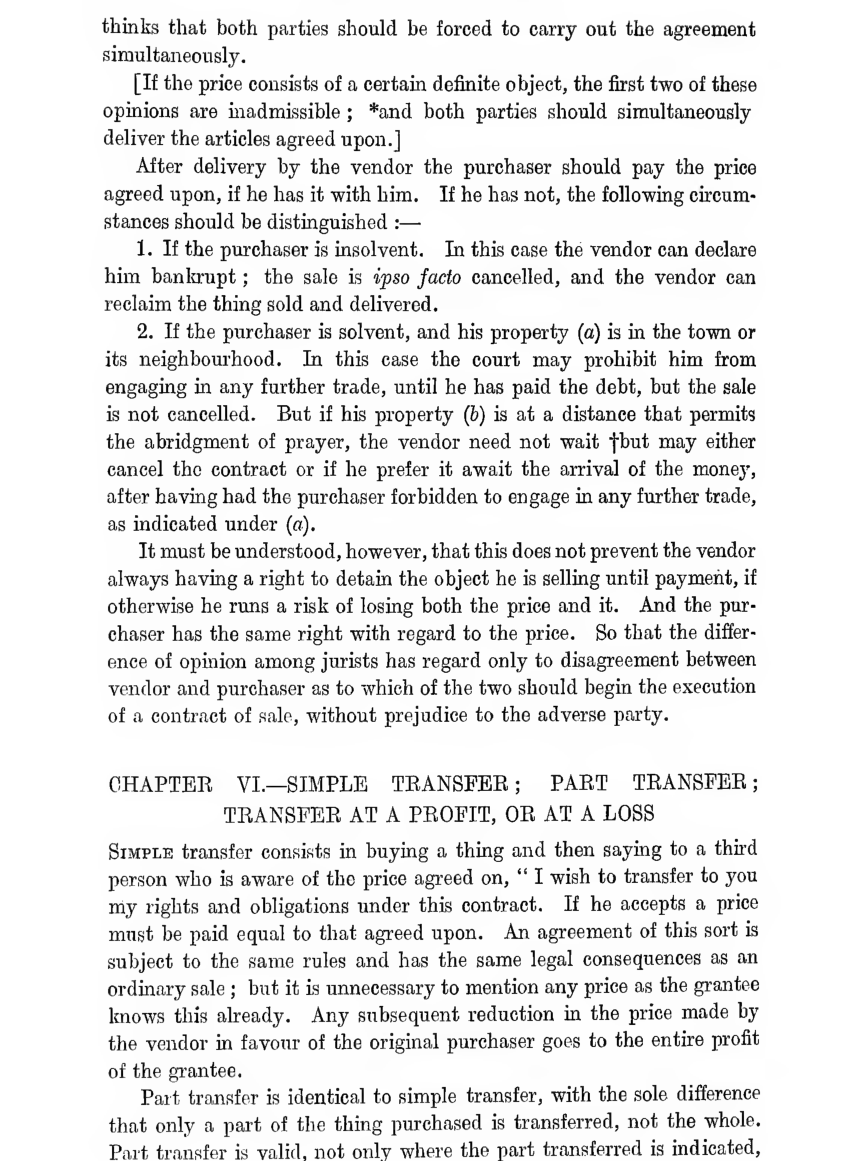 thinks that both parties should be forced to carry out the agreement
simultaneously.
[If the price consists of a certain definite object, the first two of these
opinions are inadmissible ; *and both parties should simultaneously
deliver the articles agreed upon.]
After delivery by the vendor the purchaser should pay the price
agreed upon, if he has it with him. If he has not, the following circum-
stances should be distinguished :—
1. If the purchaser is insolvent. In this case the vendor can declare
him bankrupt ; the sale is ipso facto cancelled, and the vendor can
reclaim the thing sold and delivered.
2. If the purchaser is solvent, and his property (a) is in the town or
its neighbourhood. In this case the court may prohibit him from
engaging in any further trade, until he has paid the debt, but the sale
is not cancelled. But if his property (b) is at a distance that permits
the abridgment of prayer, the vendor need not wait †but may either
cancel the contract or if he prefer it await the arrival of the money,
after having had the purchaser forbidden to engage in any further trade,
as indicated under (a).
It must be understood, however, that this does not prevent the vendor
always having a right to detain the object he is selling until payment, if
otherwise he runs a risk of losing both the price and it. And the pur-
chaser has the same right with regard to the price. So that the differ-
ence of opinion among jurists has regard only to disagreement between
vendor and purchaser as to which of the two should begin the execution
of a contract of sale, without prejudice to the adverse party.
CHAPTER VI.—SIMPLE TRANSFER ; PART TRANSFER ;
TRANSFER AT A PROFIT, OR AT A LOSS
SIMPLE transfer consists in buying a thing and then saying to a third
person who is aware of the price agreed on, " I wish to transfer to you
my rights and obligations under this contract. If he accepts a price
must be paid equal to that agreed upon. An agreement of this sort is
subject to the same rules and has the same legal consequences as an
ordinary sale ; but it is unnecessary to mention any price as the grantee
knows this already. Any subsequent reduction in the price made by
the vendor in favour of the original purchaser goes to the entire profit
of the grantee.
Part transfer is identical to simple transfer, with the sole difference
that only a part of the thing purchased is transferred, not the whole.
Part transfer is valid, not only where the part transferred is indicated,